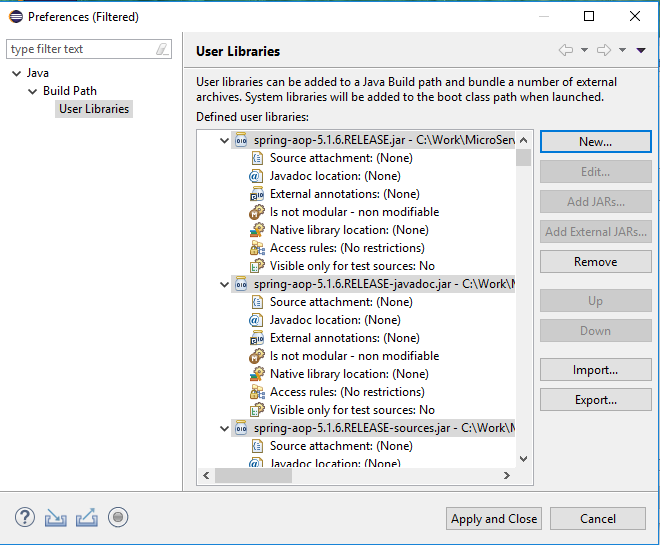 Preferences (Filtered)
type filter text
Java
Build Path
User Libraries
User Libraries
User libraries can be added to a Java Build path and bundle a number of external
archives. System libraries will be added to the boot class path when launched.
Defined user libraries:
spring-aop-5.1.6.RELEASE.jar - C:\Work\MicroServ
Source attachment: (None)
Javadoc location: (None)
External annotations: (None)
Is not modular - non modifiable
Native library location: (None)
Access rules: (No restrictions)
Visible only for test sources: No
spring-aop-5.1.6.RELEASE-javadoc.jar - C:\Work\M
Source attachment: (None)
Javadoc location: (None)
External annotations: (None)
Is not modular - non modifiable
Native library location: (None)
Access rules: (No restrictions)
Visible only for test sources: No
spring-aop-5.1.6.RELEASE-sources.jar - C:\Work\M
Source attachment: (None)
Javadoc location: (None)
New...
Edit...
Add JARs...
Add External JARs...
Remove
Up
Down
Import...
Export...
Apply and Close
Cancel